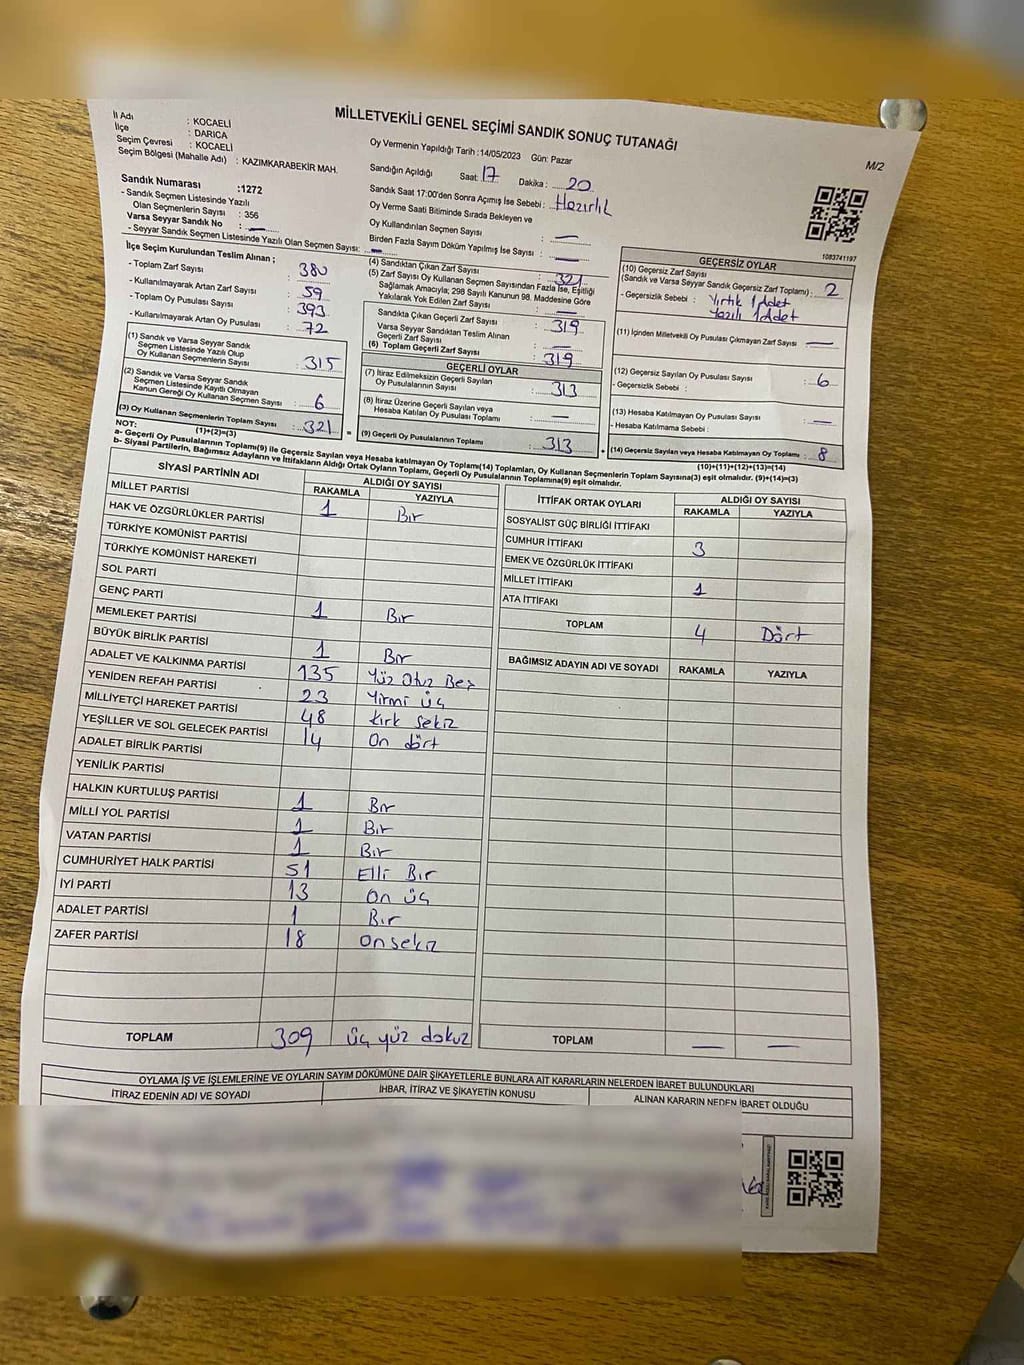 MİLLETVEKİLİ GENEL SEÇİMİ SANDIK SONUÇ TUTANAĞI
M/2
İl Adı : KOCAELİ
İlçe : DARICA
Seçim Çevresi : KOCAELİ
Seçim Bölgesi (Mahalle Adı) : KAZIMKARABEKİR MAH.
Sandık Numarası :1272
- Sandık Seçmen Listesinde Yazılı
Olan Seçmenlerin Sayısı : 356
Varsa Seyyar Sandık No : —
- Seyyar Sandık Seçmen Listesinde Yazılı Olan Seçmen Sayısı: —
Oy Vermenin Yapıldığı Tarih :14/05/2023 Gün: Pazar
Sandığın Açıldığı Saat: 17 Dakika : 20
Sandık Saat 17:00'den Sonra Açımış İse Sebebi : Hazırlık
Oy Verme Saati Bitiminde Sırada Bekleyen ve
Oy Kullandırılan Seçmen Sayısı : —
Birden Fazla Sayım Döküm Yapılmış İse Sayısı : —
1083741197
İlçe Seçim Kurulundan Teslim Alınan ;
- Toplam Zarf Sayısı : 380
- Kullanılmayarak Artan Zarf Sayısı : 59
- Toplam Oy Pusulası Sayısı : 393
- Kullanılmayarak Artan Oy Pusulası : 72
(1) Sandık ve Varsa Seyyar Sandık
Seçmen Listesinde Yazılı Olup
Oy Kullanan Seçmenlerin Sayısı : 315
(2) Sandık ve Varsa Seyyar Sandık
Seçmen Listesinde Kayıtlı Olmayan
Kanun Gereği Oy Kullanan Seçmen Sayısı : 6
(3) Oy Kullanan Seçmenlerin Toplam Sayısı : 321
(1)+(2)=(3)
(4) Sandıktan Çıkan Zarf Sayısı : 321
(5) Zarf Sayısı Oy Kullanan Seçmen Sayısından Fazla İse, Eşitliği
Sağlamak Amacıyla; 298 Sayılı Kanunun 98. Maddesine Göre
Yakılarak Yok Edilen Zarf Sayısı : —
Sandıkta Çıkan Geçerli Zarf Sayısı : 319
Varsa Seyyar Sandıktan Teslim Alınan
Geçerli Zarf Sayısı : —
(6) Toplam Geçerli Zarf Sayısı : 319
GEÇERLİ OYLAR
(7) İtiraz Edilmeksizin Geçerli Sayılan
Oy Pusulalarının Sayısı : 313
(8) İtiraz Üzerine Geçerli Sayılan veya
Hesaba Katılan Oy Pusulası Toplamı : —
(9) Geçerli Oy Pusulalarının Toplamı : 313
GEÇERSİZ OYLAR
(10) Geçersiz Zarf Sayısı
(Sandık ve Varsa Seyyar Sandık Geçersiz Zarf Toplamı) : 2
- Geçersizlik Sebebi : Yırtık 1 Adet
Yazılı 1 Adet
(11) İçinden Milletvekili Oy Pusulası Çıkmayan Zarf Sayısı : —
(12) Geçersiz Sayılan Oy Pusulası Sayısı : 6
- Geçersizlik Sebebi :
(13) Hesaba Katılmayan Oy Pusulası Sayısı : —
- Hesaba Katılmama Sebebi :
(14) Geçersiz Sayılan veya Hesaba Katılmayan Oy Toplamı : 8
(10)+(11)+(12)+(13)=(14)
NOT:
a- Geçerli Oy Pusulalarının Toplamı(9) ile Geçersiz Sayılan veya Hesaba katılmayan Oy Toplamı(14) Toplamları, Oy Kullanan Seçmenlerin Toplam Sayısına(3) eşit olmalıdır. (9)+(14)=(3)
b- Siyasi Partilerin, Bağımsız Adayların ve İttifakların Aldığı Ortak Oyların Toplamı, Geçerli Oy Pusulalarının Toplamına(9) eşit olmalıdır.
SİYASİ PARTİNİN ADI ALDIĞI OY SAYISI
RAKAMLA YAZIYLA
MİLLET PARTİSİ 1 Bir
HAK VE ÖZGÜRLÜKLER PARTİSİ
TÜRKİYE KOMÜNİST PARTİSİ
TÜRKİYE KOMÜNİST HAREKETİ
SOL PARTİ
GENÇ PARTİ
MEMLEKET PARTİSİ 1 Bir
BÜYÜK BİRLİK PARTİSİ 1 Bir
ADALET VE KALKINMA PARTİSİ 135 Yüz Otuz Beş
YENİDEN REFAH PARTİSİ 23 Yirmi üç
MİLLİYETÇİ HAREKET PARTİSİ 48 Kırk sekiz
YEŞİLLER VE SOL GELECEK PARTİSİ 14 On dört
ADALET BİRLİK PARTİSİ
YENİLİK PARTİSİ
HALKIN KURTULUŞ PARTİSİ 1 Bir
MİLLİ YOL PARTİSİ 1 Bir
VATAN PARTİSİ 1 Bir
CUMHURİYET HALK PARTİSİ 51 Elli Bir
İYİ PARTİ 13 On üç
ADALET PARTİSİ 1 Bir
ZAFER PARTİSİ 18 On sekiz
TOPLAM 309 üç yüz dokuz
İTTİFAK ORTAK OYLARI ALDIĞI OY SAYISI
RAKAMLA YAZIYLA
SOSYALIST GÜÇ BİRLİĞİ İTTİFAKI
CUMHUR İTTİFAKI 3
EMEK VE ÖZGÜRLÜK İTTİFAKI
MİLLET İTTİFAKI 1
ATA İTTİFAKI
TOPLAM 4 Dört
BAĞIMSIZ ADAYIN ADI VE SOYADI RAKAMLA YAZIYLA
TOPLAM — —
OYLAMA İŞ VE İŞLEMLERİNE VE OYLARIN SAYIM DÖKÜMÜNE DAİR ŞİKAYETLERLE BUNLARA AİT KARARLARIN NELERDEN İBARET BULUNDUKLARI
İTİRAZ EDENİN ADI VE SOYADI İHBAR, İTİRAZ VE ŞİKAYETİN KONUSU ALINAN KARARIN NEDEN İBARET OLDUĞU